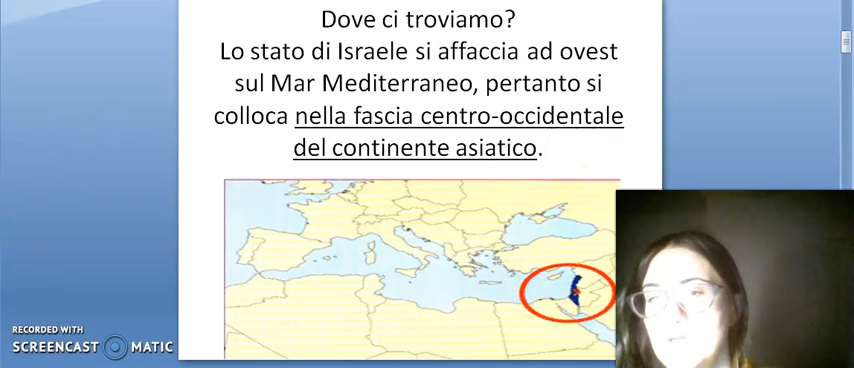 Dove ci troviamo?
Lo stato di Israele si affaccia ad ovest
sul Mar Mediterraneo, pertanto si
colloca nella fascia centro-occidentale
del continente asiatico.
RECORDED WITH
SCREENCAST MATIC